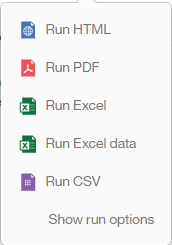 Run HTML
Run PDF
Run Excel
Run Excel data
Run CSV
Show run options